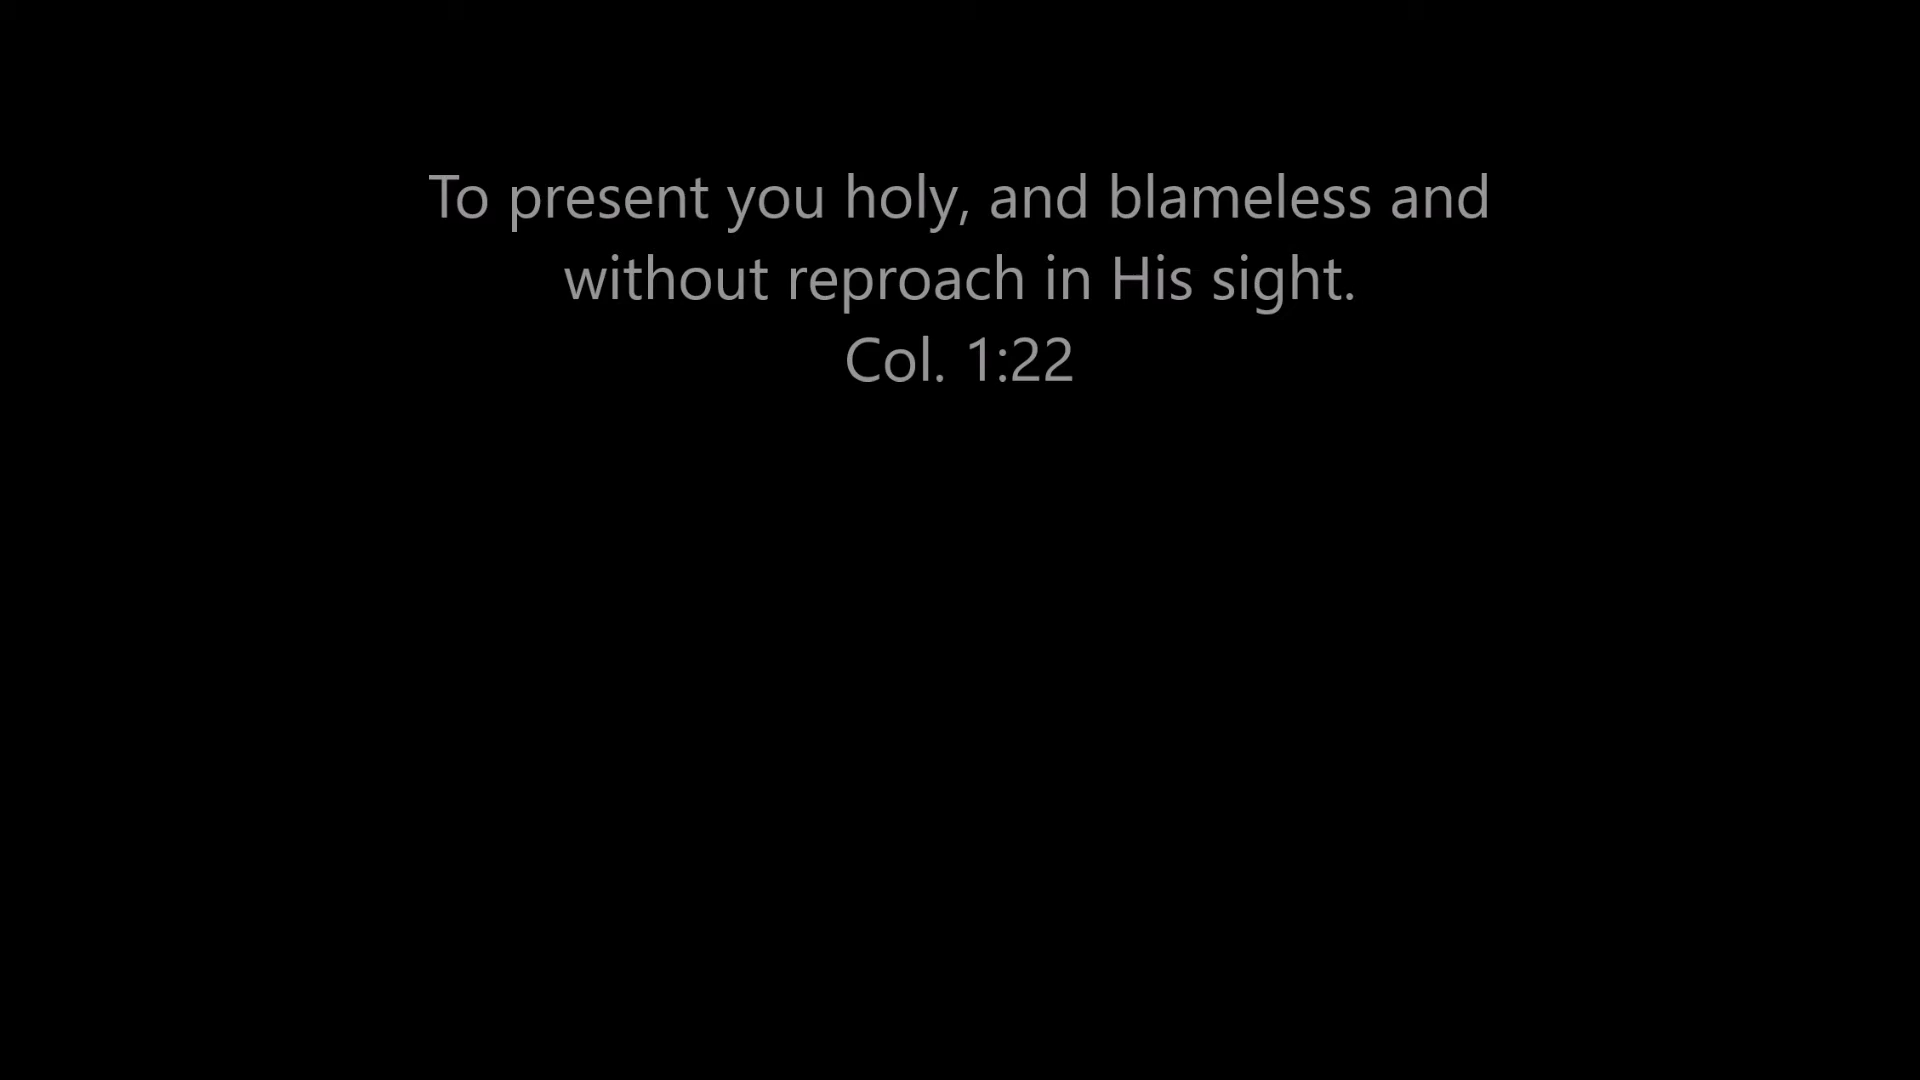 To present you holy, and blameless and
without reproach in His sight.
Col. 1:22